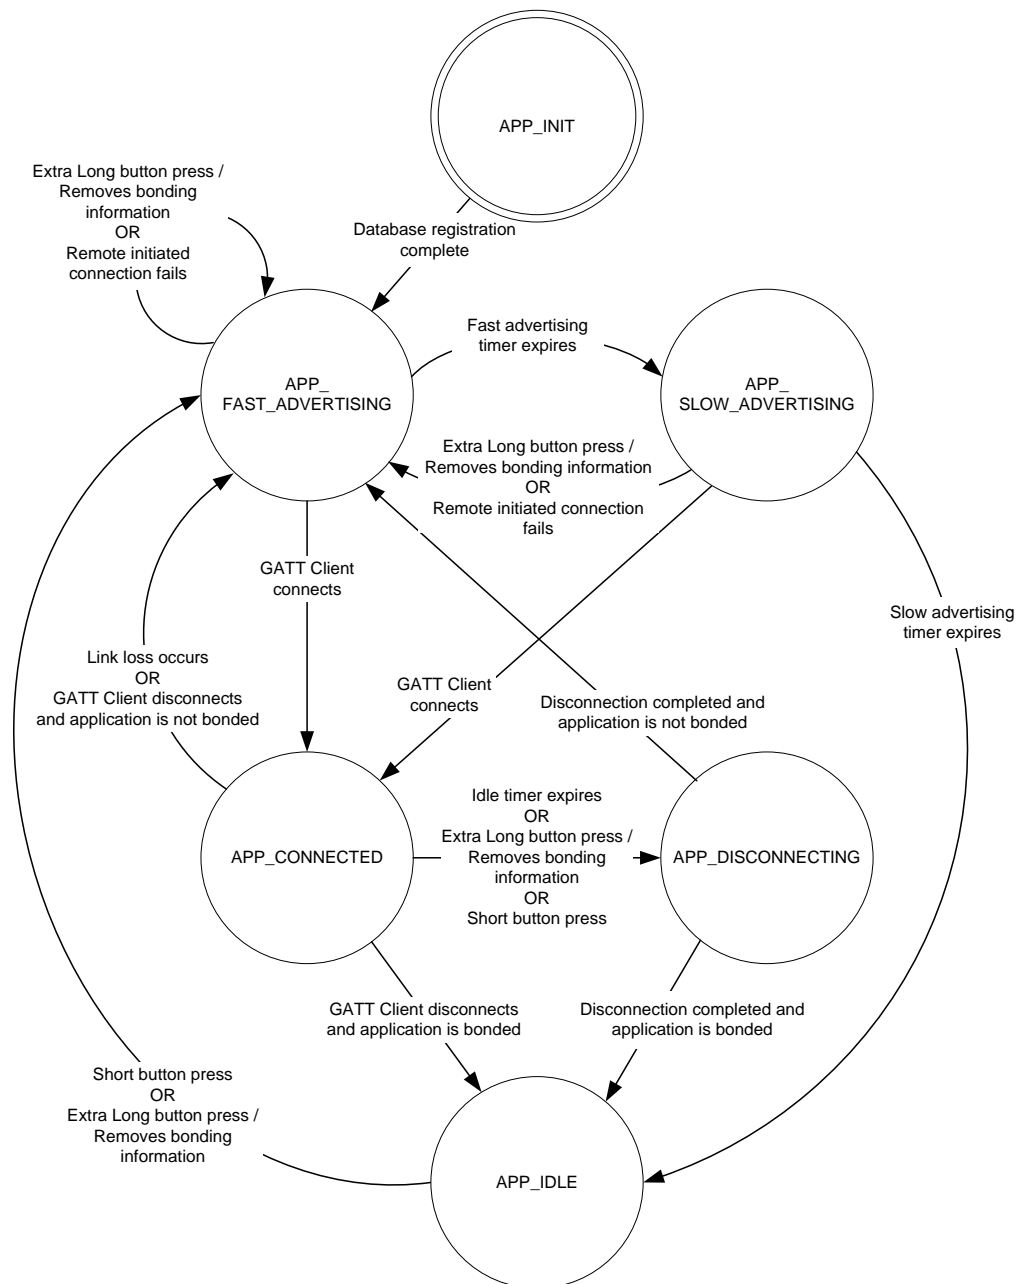 APP_INIT
Extra Long button press /
Removes bonding
information
OR
Remote initiated
connection fails
Database registration
complete
Fast advertising
timer expires
APP_
FAST_ADVERTISING
APP_
SLOW_ADVERTISING
Extra Long button press /
Removes bonding information
OR
Remote initiated connection
fails
GATT Client
connects
Slow advertising
timer expires
Link loss occurs
OR
GATT Client disconnects
and application is not bonded
GATT Client
connects
Disconnection completed and
application is not bonded
APP_CONNECTED
Idle timer expires
OR
Extra Long button press /
Removes bonding
information
OR
Short button press
APP_DISCONNECTING
GATT Client disconnects
and application is bonded
Disconnection completed and
application is bonded
Short button press
OR
Extra Long button press /
Removes bonding
information
APP_IDLE